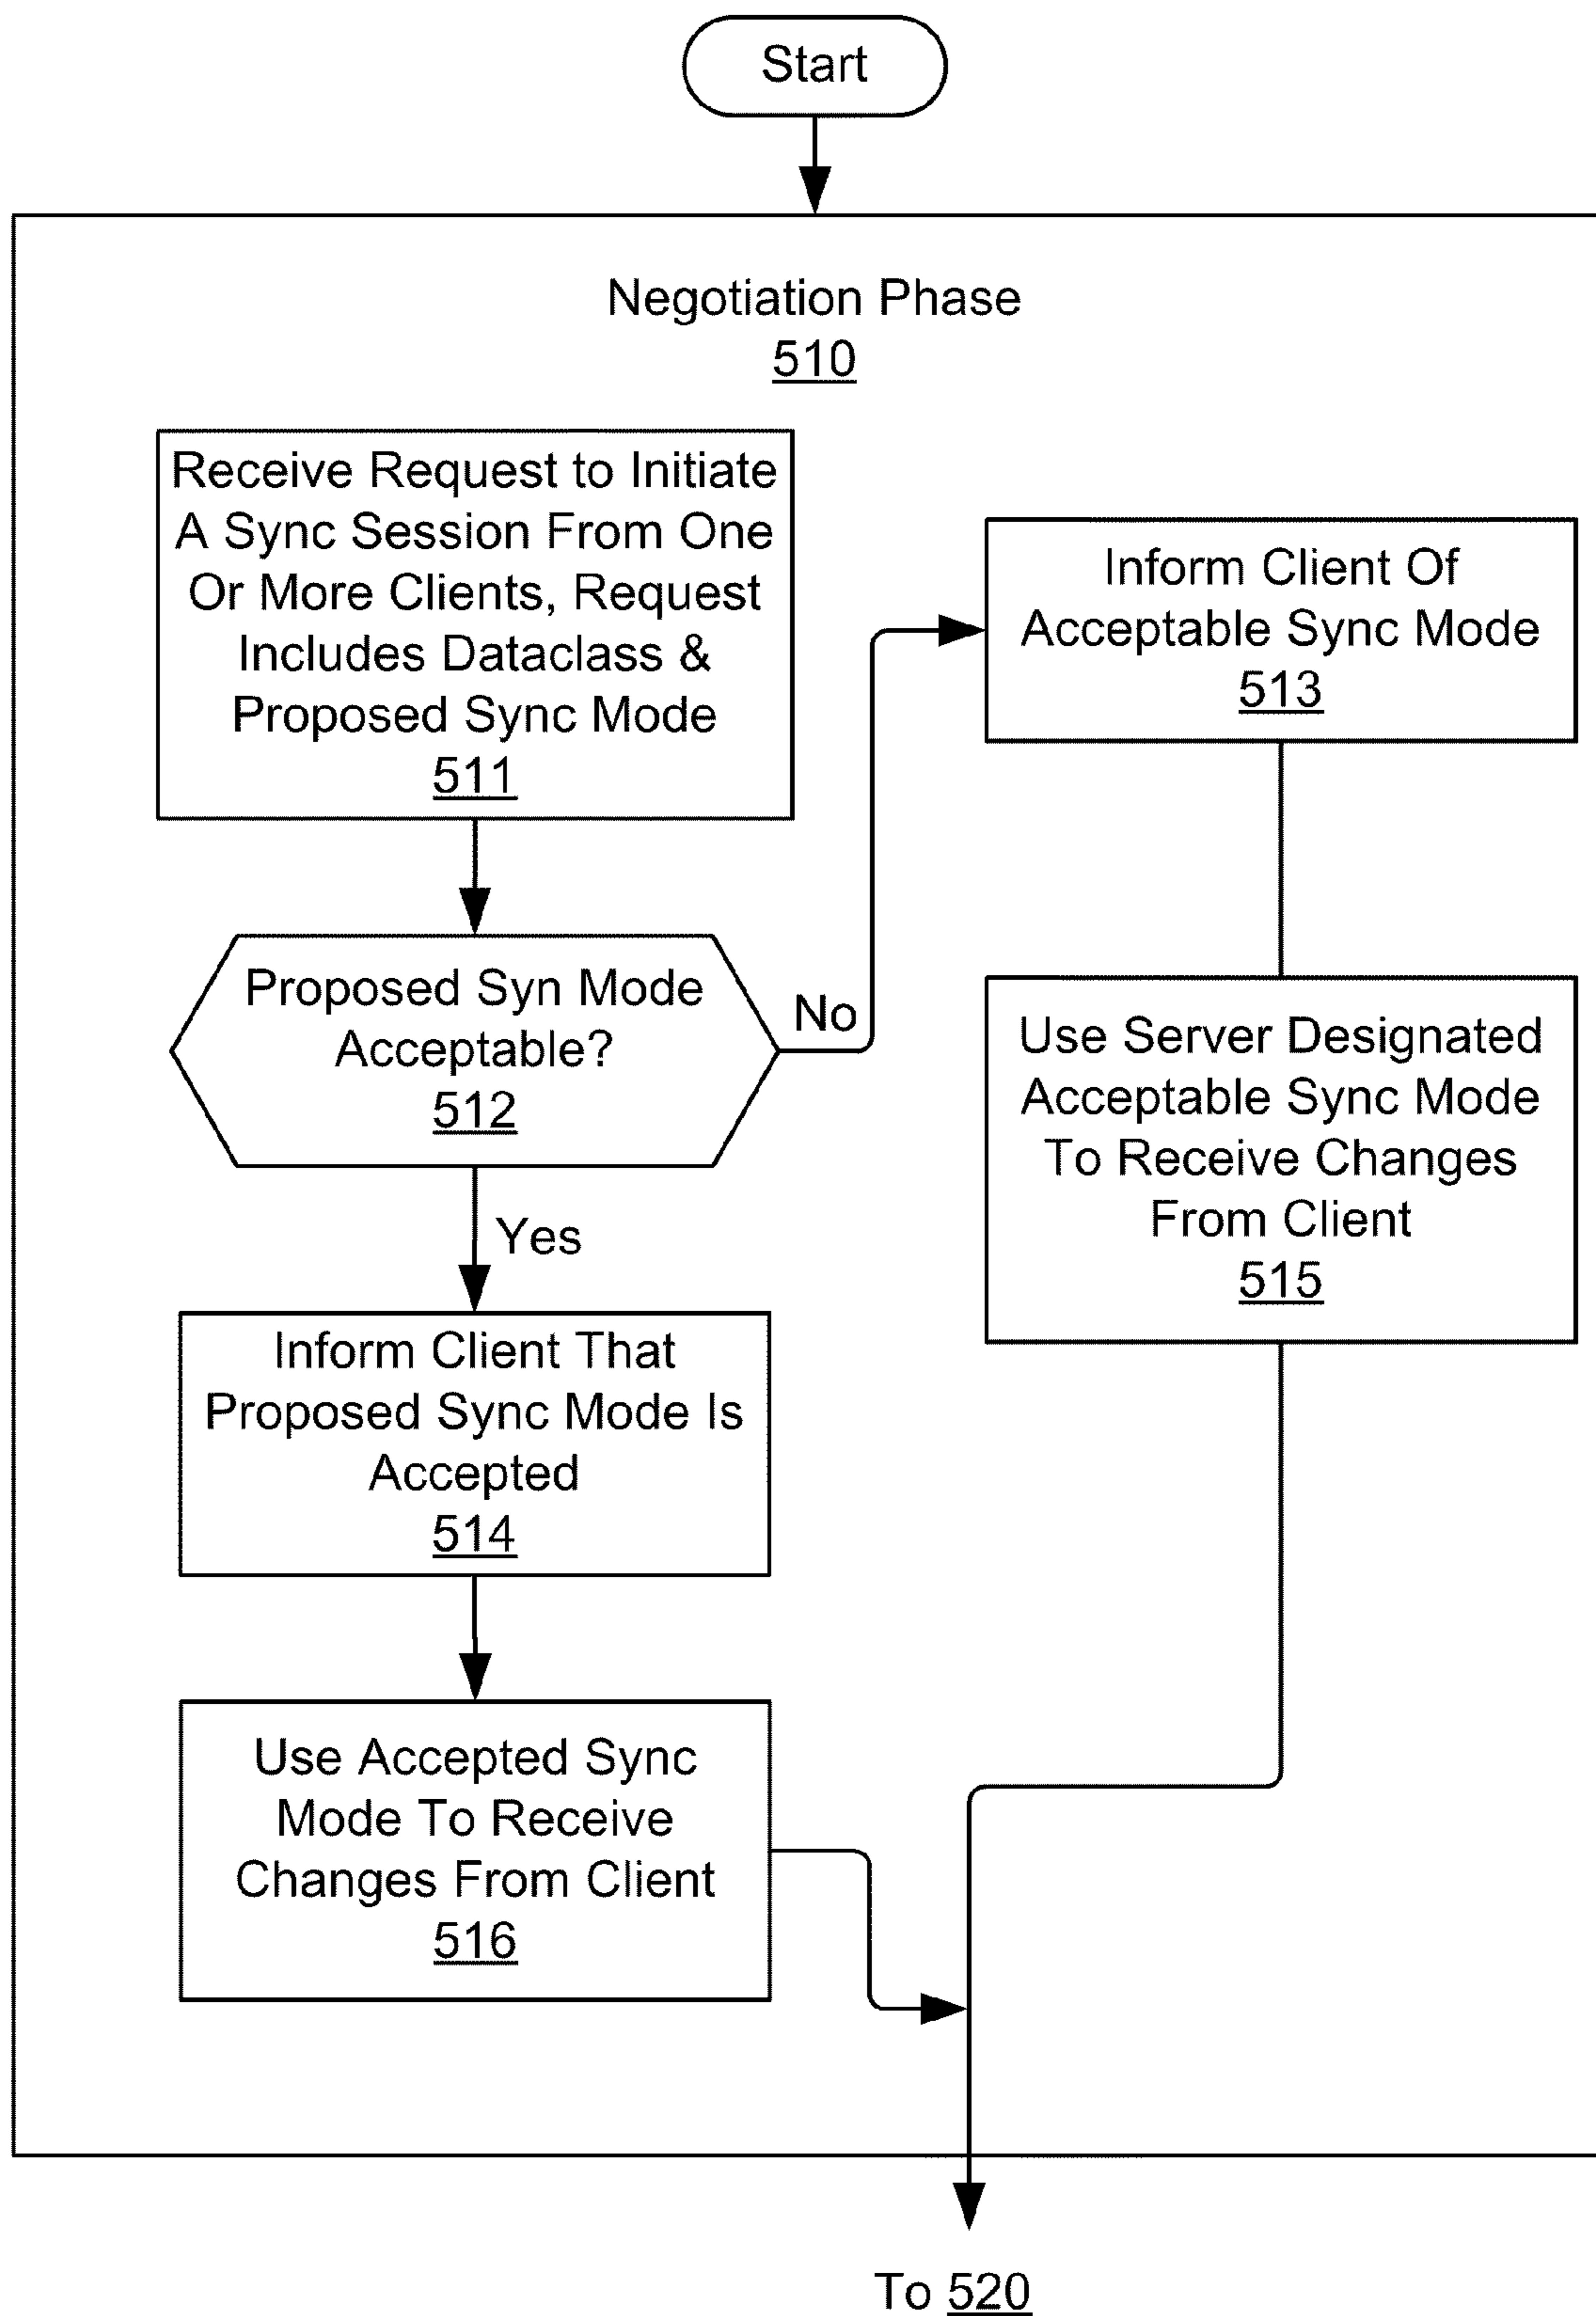 Start
Negotiation Phase
510
Receive Request to Initiate
A Sync Session From One
Or More Clients, Request
Includes Dataclass &
Proposed Sync Mode
511
Proposed Syn Mode
Acceptable?
512
No
Yes
Inform Client Of
Acceptable Sync Mode
513
Use Server Designated
Acceptable Sync Mode
To Receive Changes
From Client
515
Inform Client That
Proposed Sync Mode Is
Accepted
514
Use Accepted Sync
Mode To Receive
Changes From Client
516
To 520